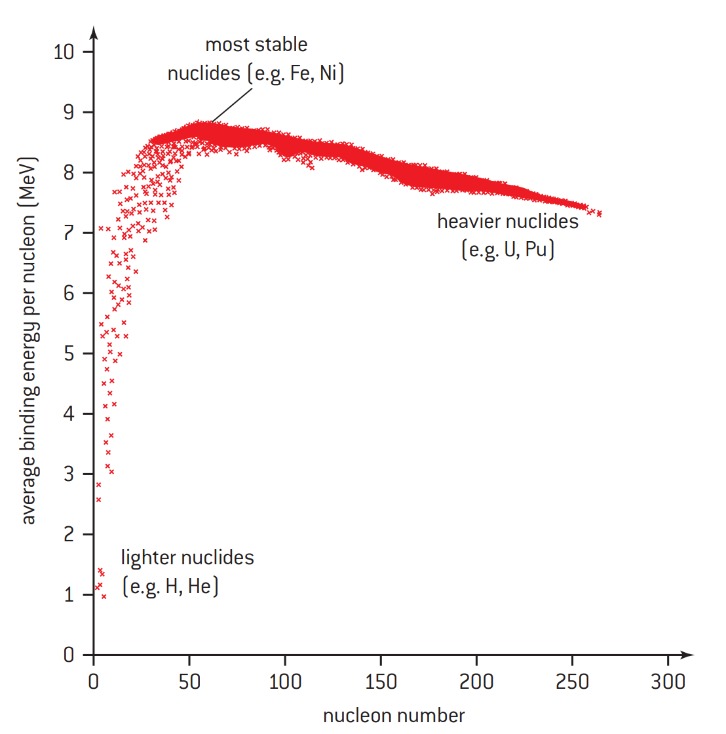 most stable
nuclides (e.g. Fe, Ni)
10
9
8
7
6
5
4
3
2
1
0
average binding energy per nucleon (MeV)
heavier nuclides
(e.g. U, Pu)
lighter nuclides
(e.g. H, He)
0 50 100 150 200 250 300
nucleon number